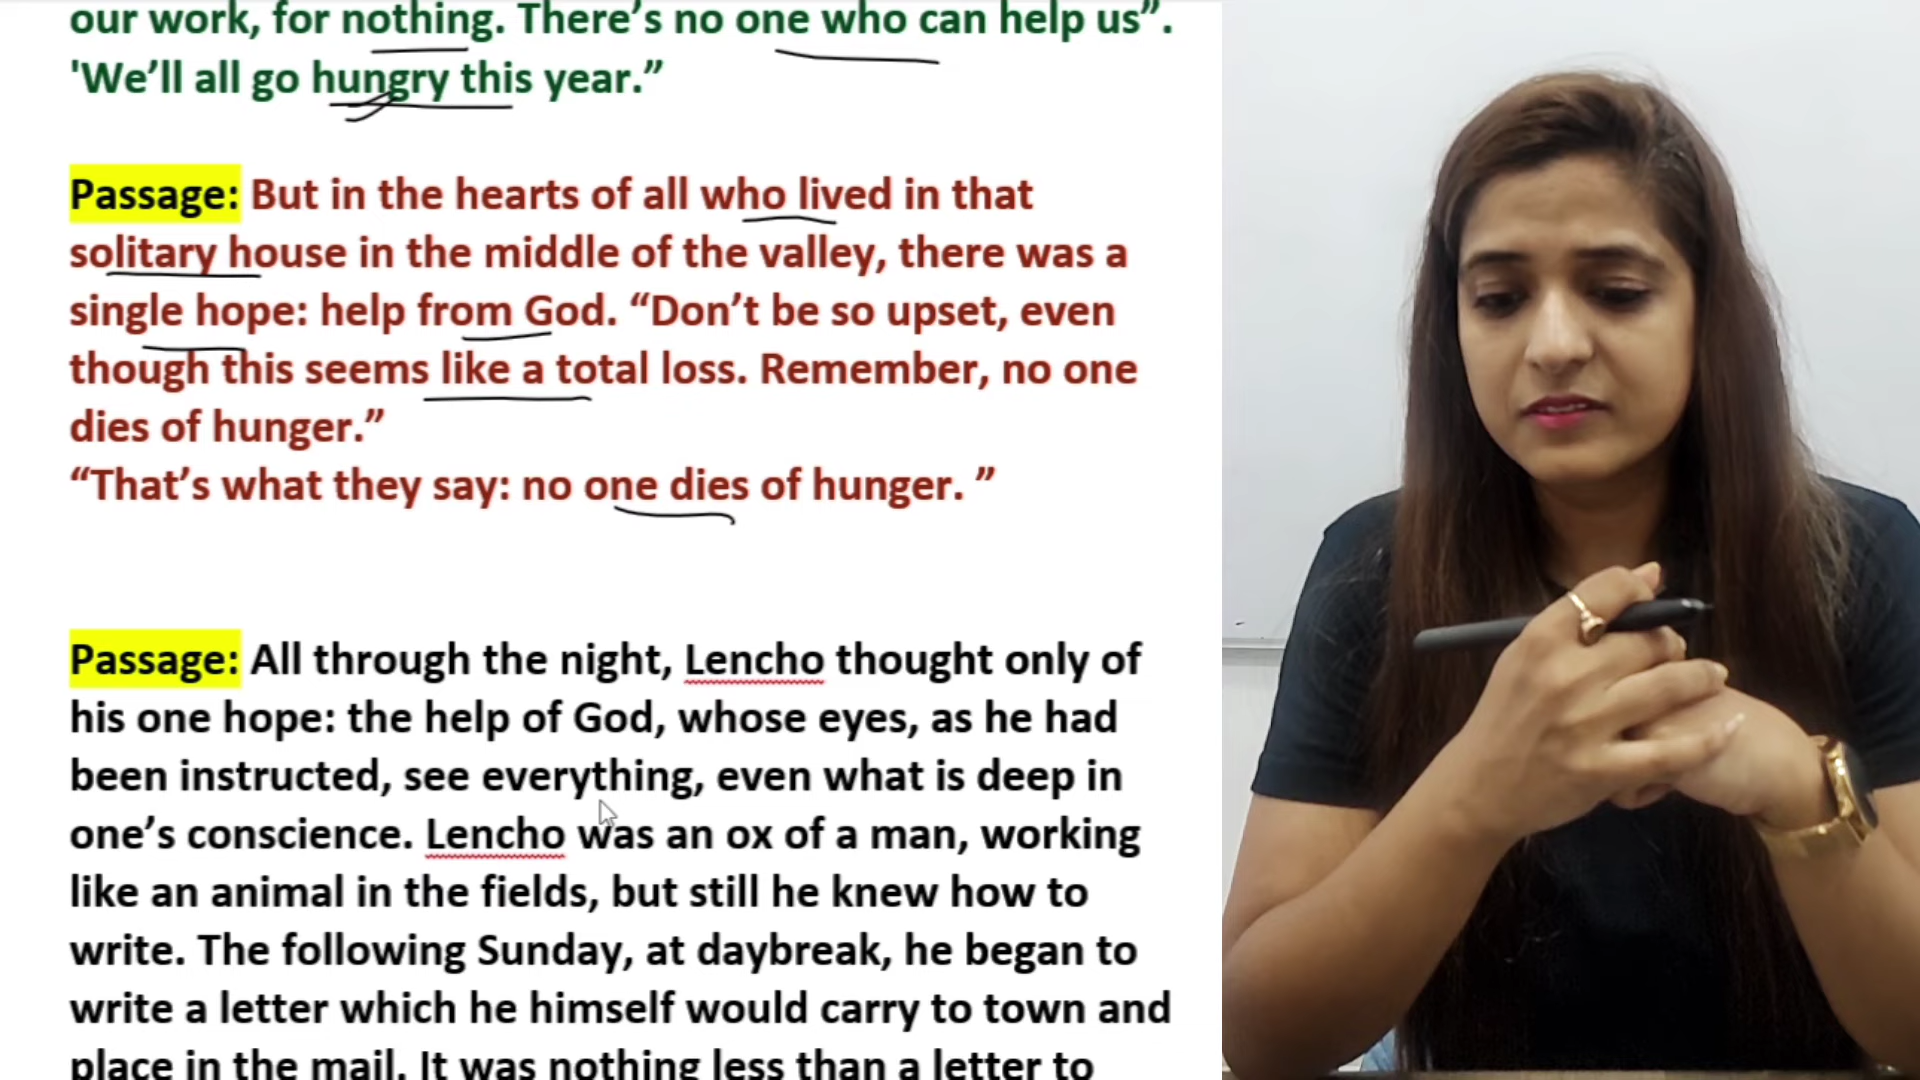 our work, for nothing. There’s no one who can help us”.
'We’ll all go hungry this year.”
Passage: But in the hearts of all who lived in that
solitary house in the middle of the valley, there was a
single hope: help from God. “Don’t be so upset, even
though this seems like a total loss. Remember, no one
dies of hunger.”
“That’s what they say: no one dies of hunger. ”
Passage: All through the night, Lencho thought only of
his one hope: the help of God, whose eyes, as he had
been instructed, see everything, even what is deep in
one’s conscience. Lencho was an ox of a man, working
like an animal in the fields, but still he knew how to
write. The following Sunday, at daybreak, he began to
write a letter which he himself would carry to town and
place in the mail. It was nothing less than a letter to